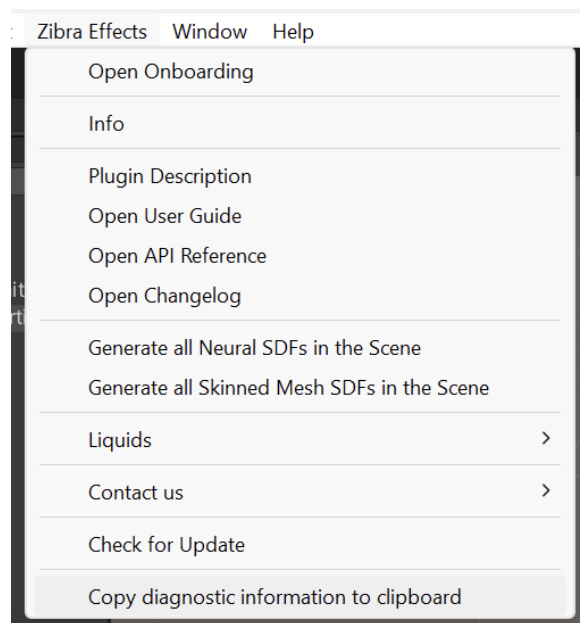 Zibra Effects Window Help
Open Onboarding
Info
Plugin Description
Open User Guide
Open API Reference
Open Changelog
Generate all Neural SDFs in the Scene
Generate all Skinned Mesh SDFs in the Scene
Liquids
Contact us
Check for Update
Copy diagnostic information to clipboard